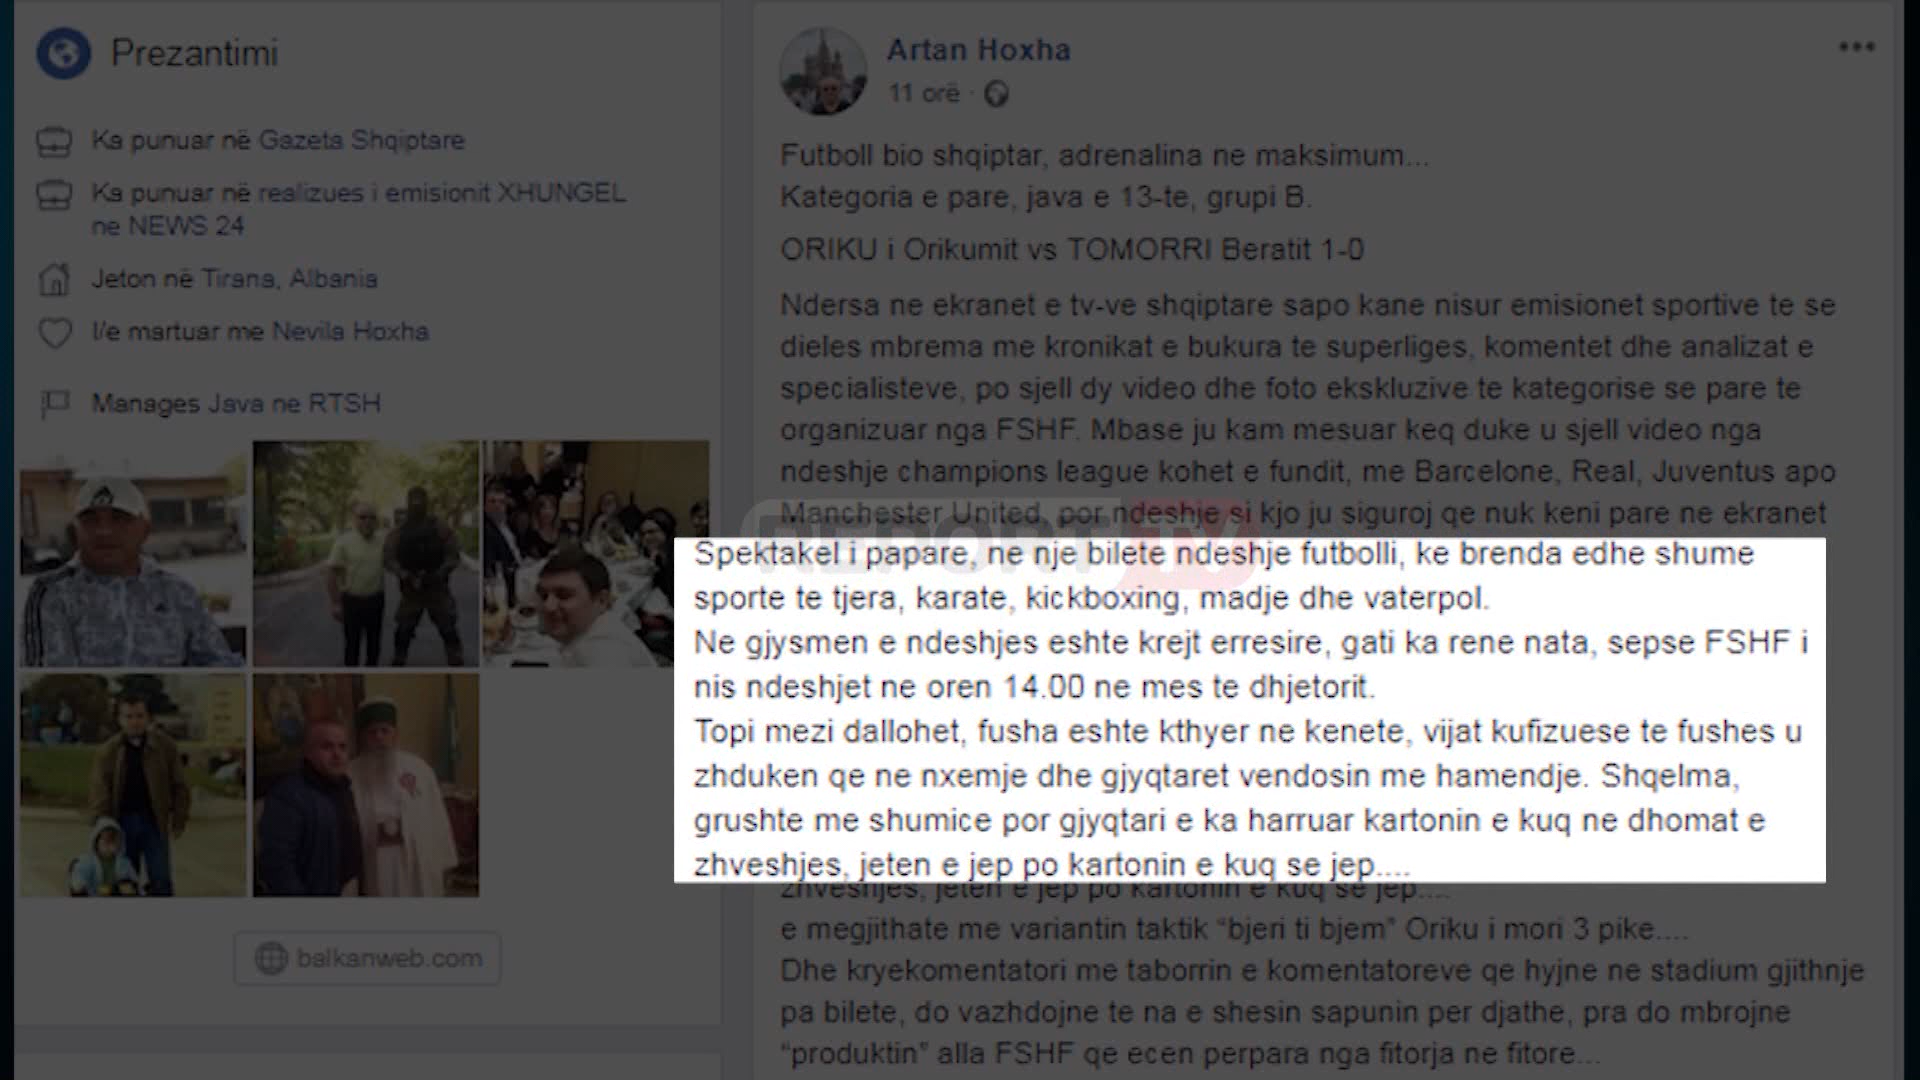 Prezantimi
Ka punuar në Gazeta Shqiptare
Ka punuar në realizues i emisionit XHUNGEL
ne NEWS 24
Jeton në Tirana, Albania
I/e martuar me Nevila Hoxha
Manages Java ne RTSH
balkanweb.com
Artan Hoxha
11 orë ·
Futboll bio shqiptar, adrenalina ne maksimum...
Kategoria e pare, java e 13-te, grupi B.
ORIKU i Orikumit vs TOMORRI Beratit 1-0
Ndersa ne ekranet e tv-ve shqiptare sapo kane nisur emisionet sportive te se
dieles mbrema me kronikat e bukura te superliges, komentet dhe analizat e
specialisteve, po sjell dy video dhe foto ekskluzive te kategorise se pare te
organizuar nga FSHF. Mbase ju kam mesuar keq duke u sjell video nga
ndeshje champions league kohet e fundit, me Barcelone, Real, Juventus apo
Manchester United, por ndeshje si kjo ju siguroj qe nuk keni pare ne ekranet
REPORT TV
Spektakel i papare, ne nje bilete ndeshje futbolli, ke brenda edhe shume
sporte te tjera, karate, kickboxing, madje dhe vaterpol.
Ne gjysmen e ndeshjes eshte krejt erresire, gati ka rene nata, sepse FSHF i
nis ndeshjet ne oren 14.00 ne mes te dhjetorit.
Topi mezi dallohet, fusha eshte kthyer ne kenete, vijat kufizuese te fushes u
zhduken qe ne nxemje dhe gjyqtaret vendosin me hamendje. Shqelma,
grushte me shumice por gjyqtari e ka harruar kartonin e kuq ne dhomat e
zhveshjes, jeten e jep po kartonin e kuq se jep....
zhveshjes, jeten e jep po kartonin e kuq se jep....
e megjithate me variantin taktik “bjeri ti bjem” Oriku i mori 3 pike....
Dhe kryekomentatori me taborrin e komentatoreve qe hyjne ne stadium gjithnje
pa bilete, do vazhdojne te na e shesin sapunin per djathe, pra do mbrojne
“produktin” alla FSHF qe ecen perpara nga fitorja ne fitore...